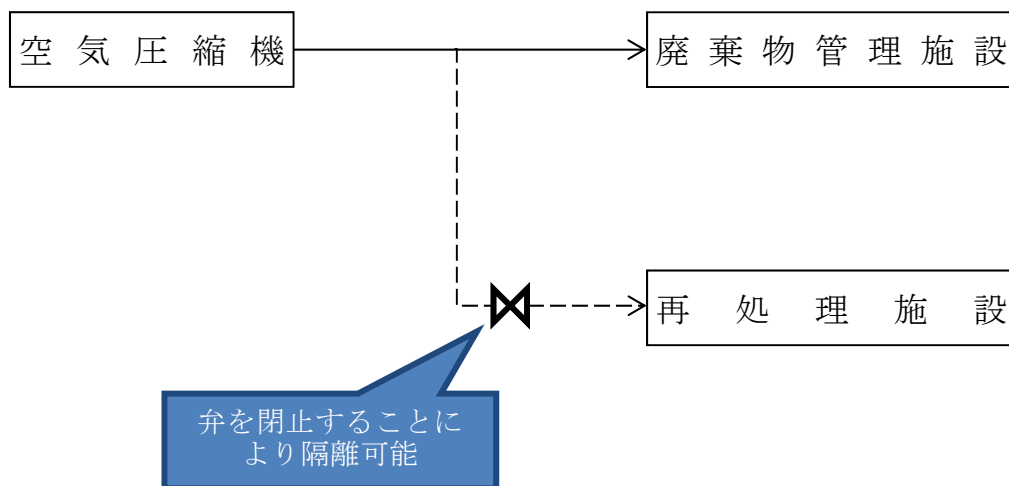 空気圧縮機
廃棄物管理施設
再処理施設
弁を閉止することに
より隔離可能